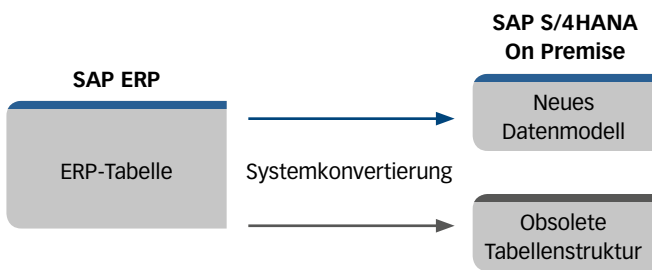 SAP ERP
ERP-Tabelle
Systemkonvertierung
SAP S/4HANA
On Premise
Neues
Datenmodell
Obsolete
Tabellenstruktur